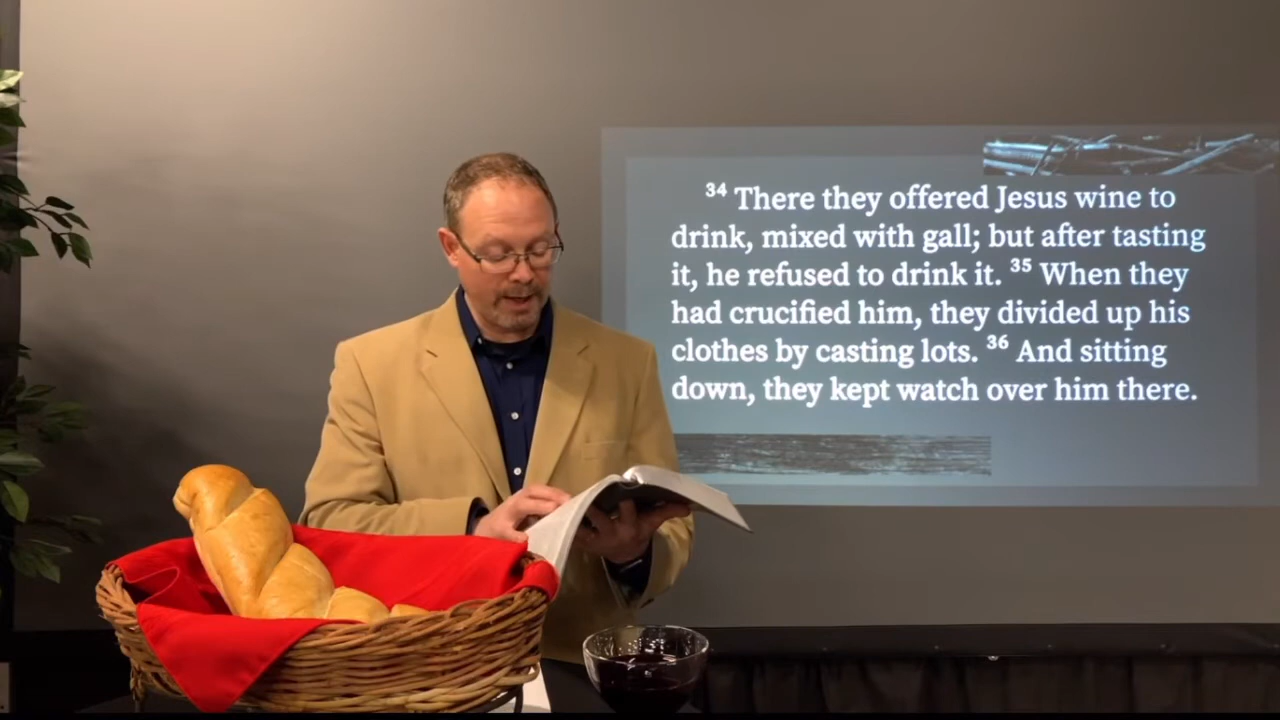 34 There they offered Jesus wine to
drink, mixed with gall; but after tasting
it, he refused to drink it. 35 When they
had crucified him, they divided up his
clothes by casting lots. 36 And sitting
down, they kept watch over him there.